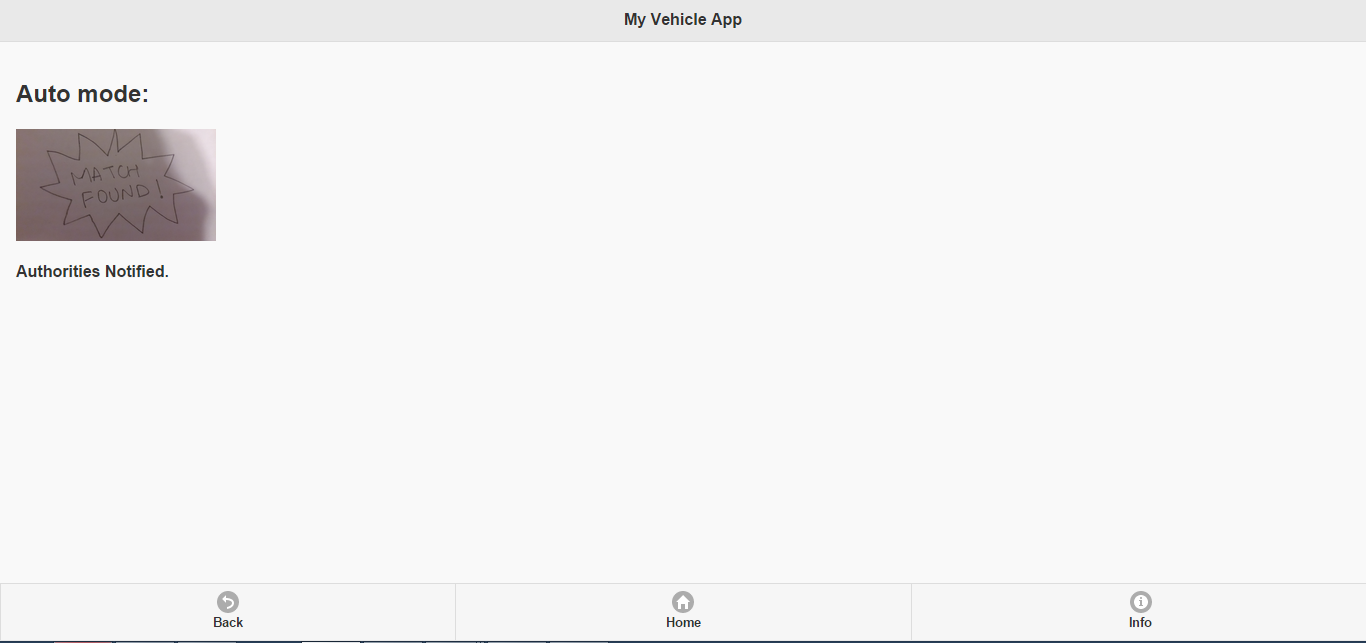 My Vehicle App
Auto mode:
MATCH
FOUND!
Authorities Notified.
Back
Home
Info